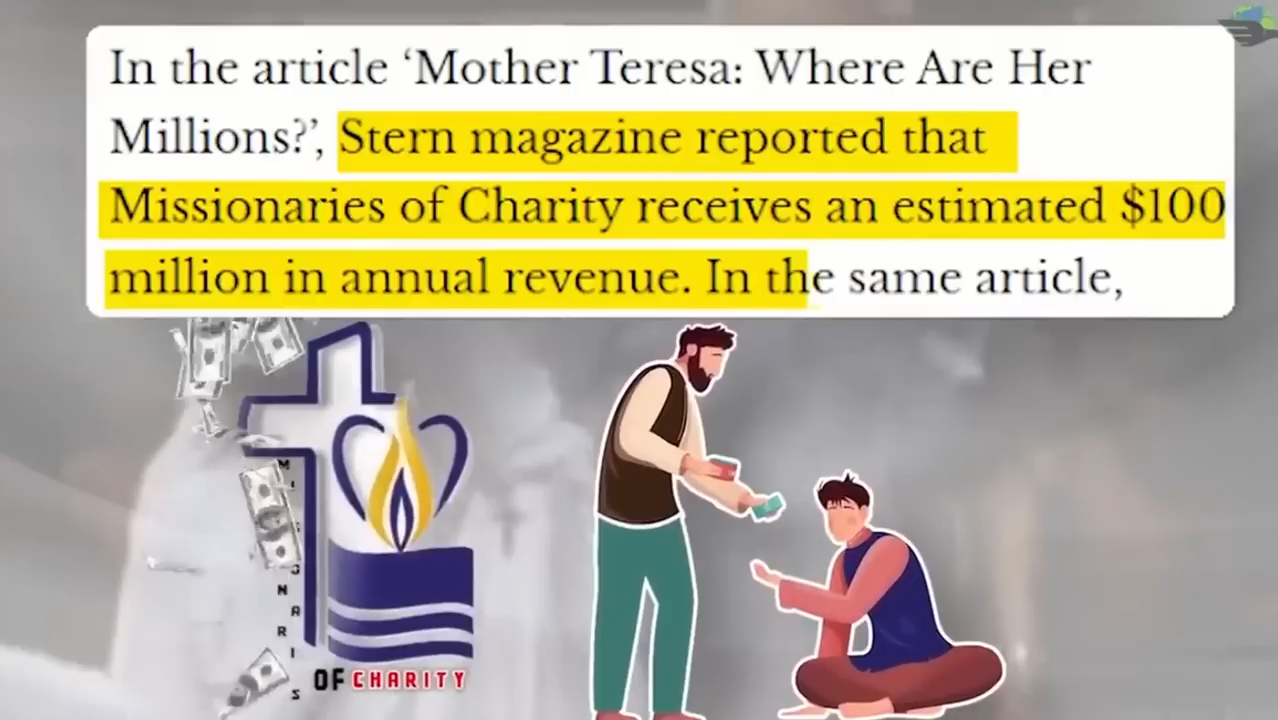 In the article ‘Mother Teresa: Where Are Her
Millions?’, Stern magazine reported that
Missionaries of Charity receives an estimated $100
million in annual revenue. In the same article,
OF CHARITY